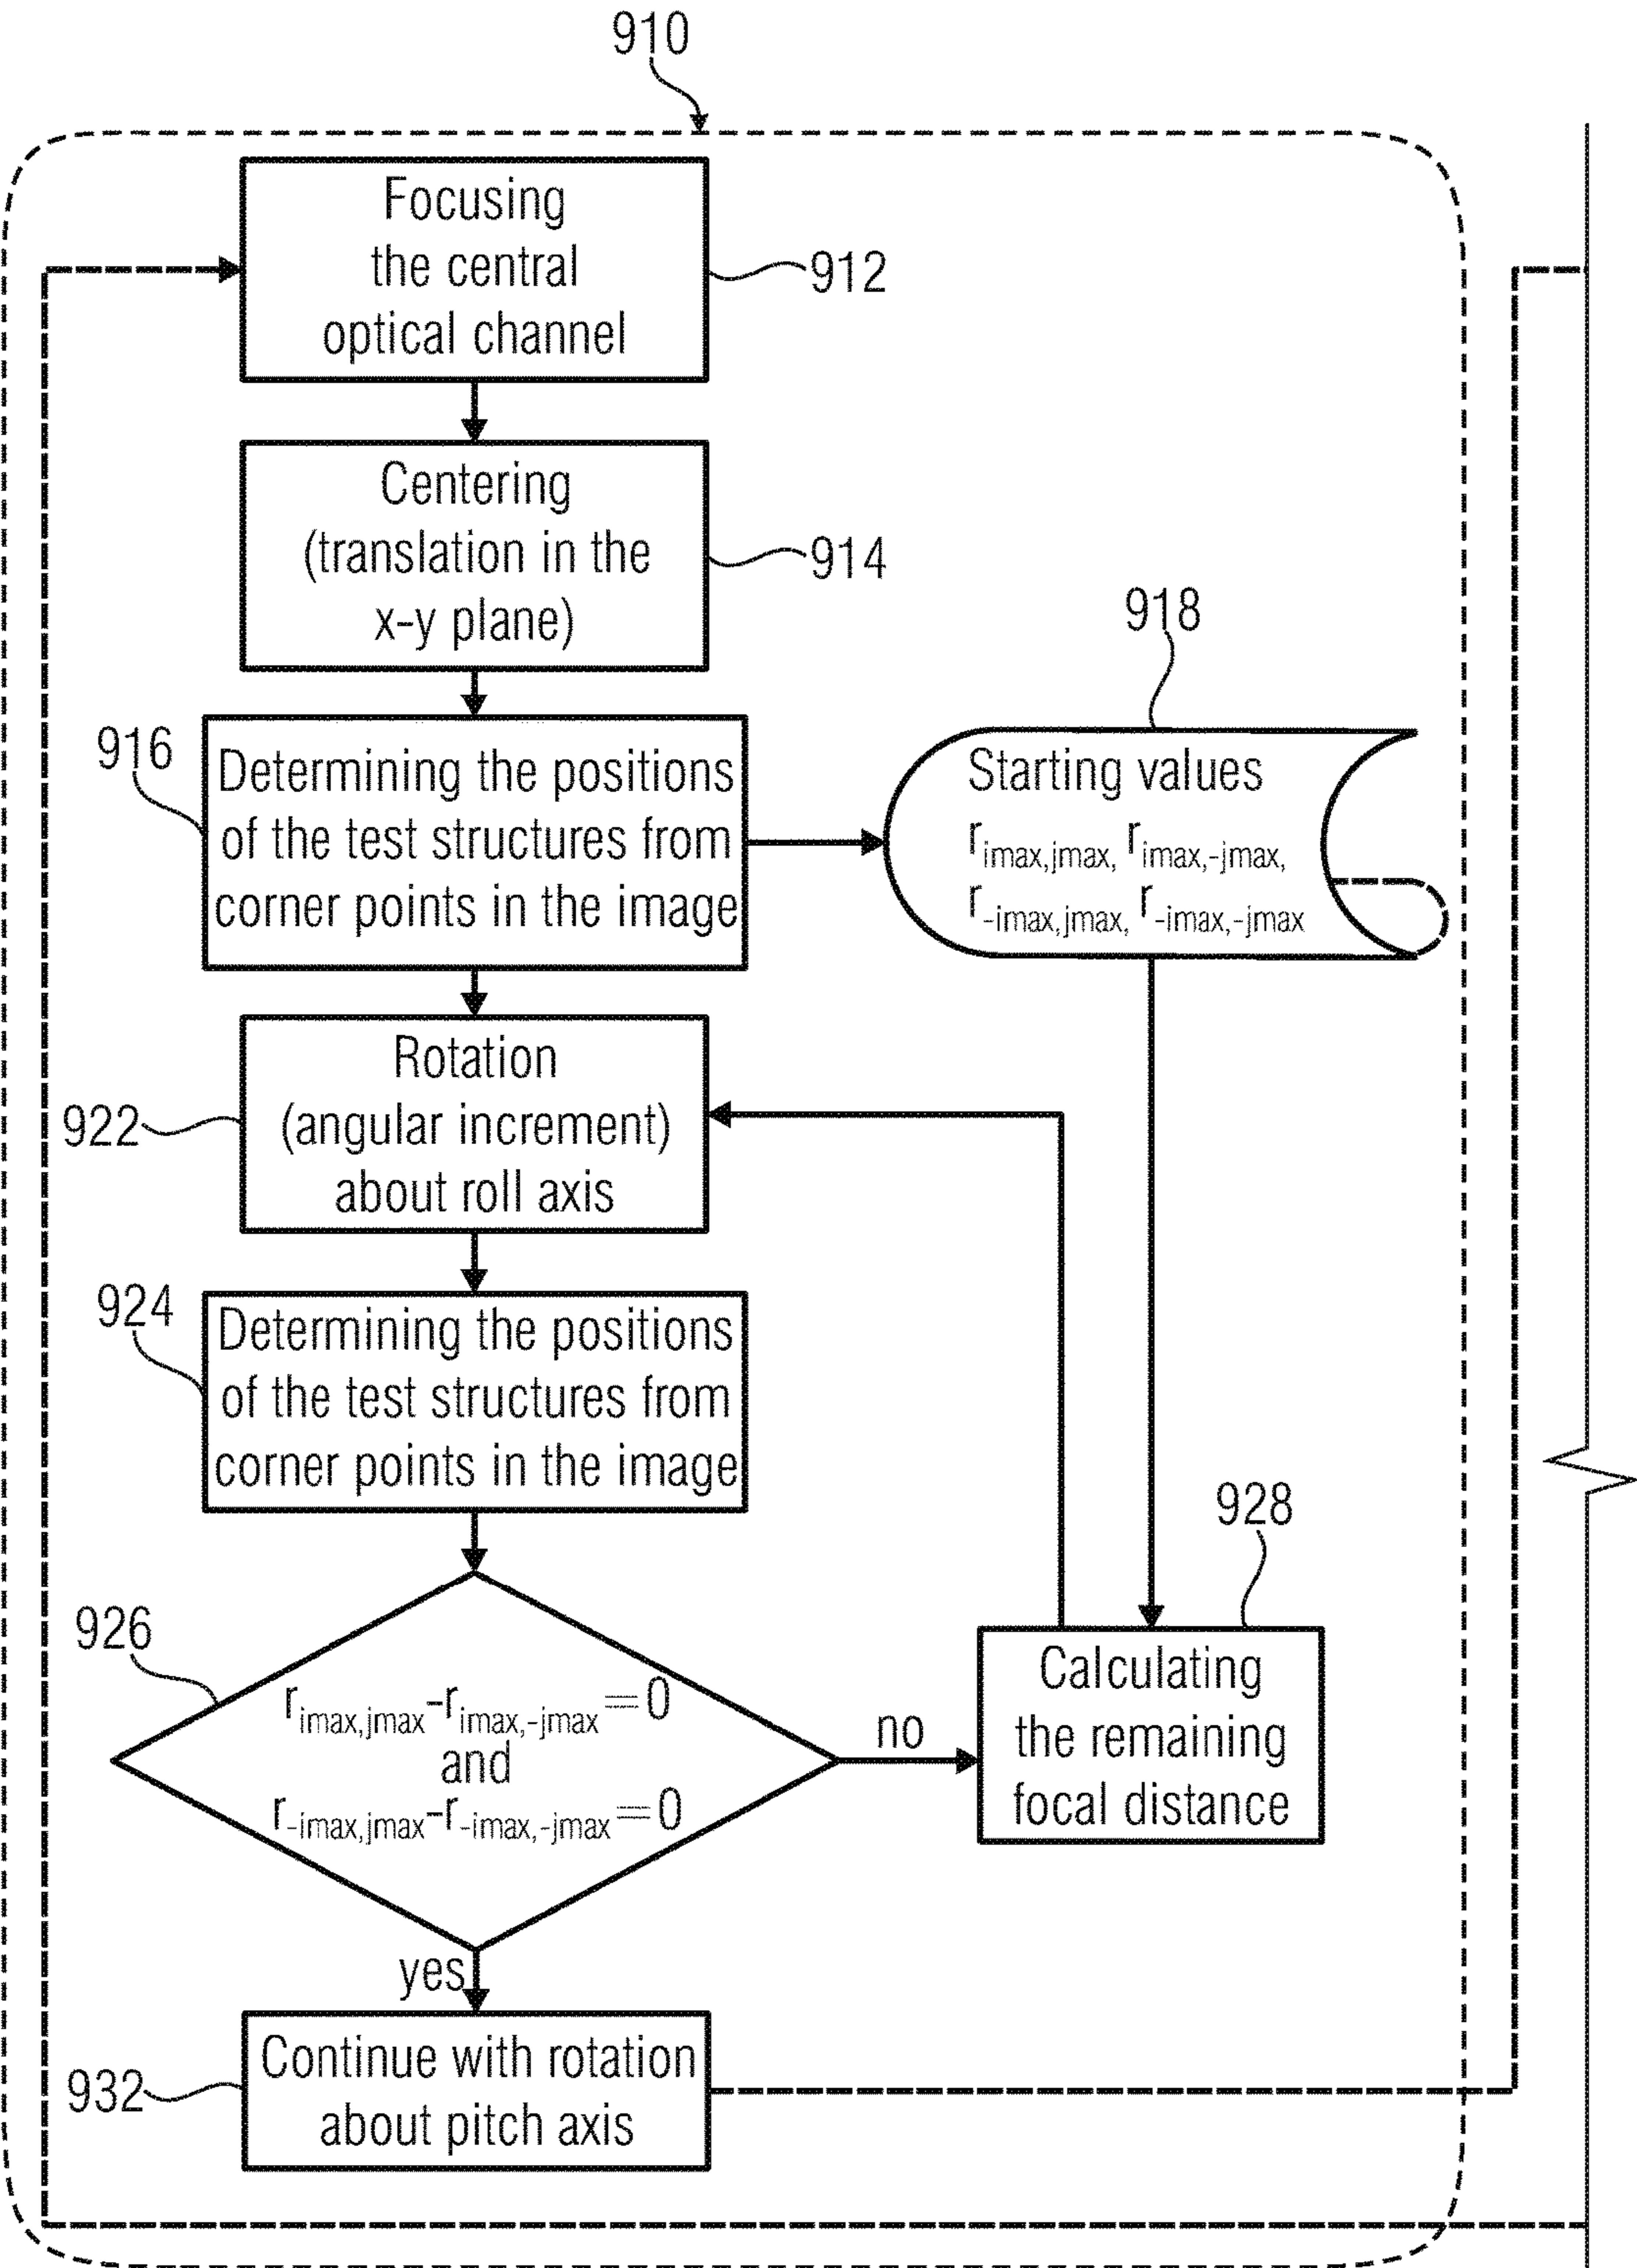 910
Focusing
the central
optical channel
912
Centering
(translation in the
x-y plane)
914
916
Determining the positions
of the test structures from
corner points in the image
918
Starting values
rimax,jmax, rimax,-jmax,
r-imax,jmax, r-imax,-jmax
922
Rotation
(angular increment)
about roll axis
924
Determining the positions
of the test structures from
corner points in the image
926
rimax,jmax-rimax,-jmax==0
and
r-imax,jmax-r-imax,-jmax==0
no
928
Calculating
the remaining
focal distance
yes
932
Continue with rotation
about pitch axis